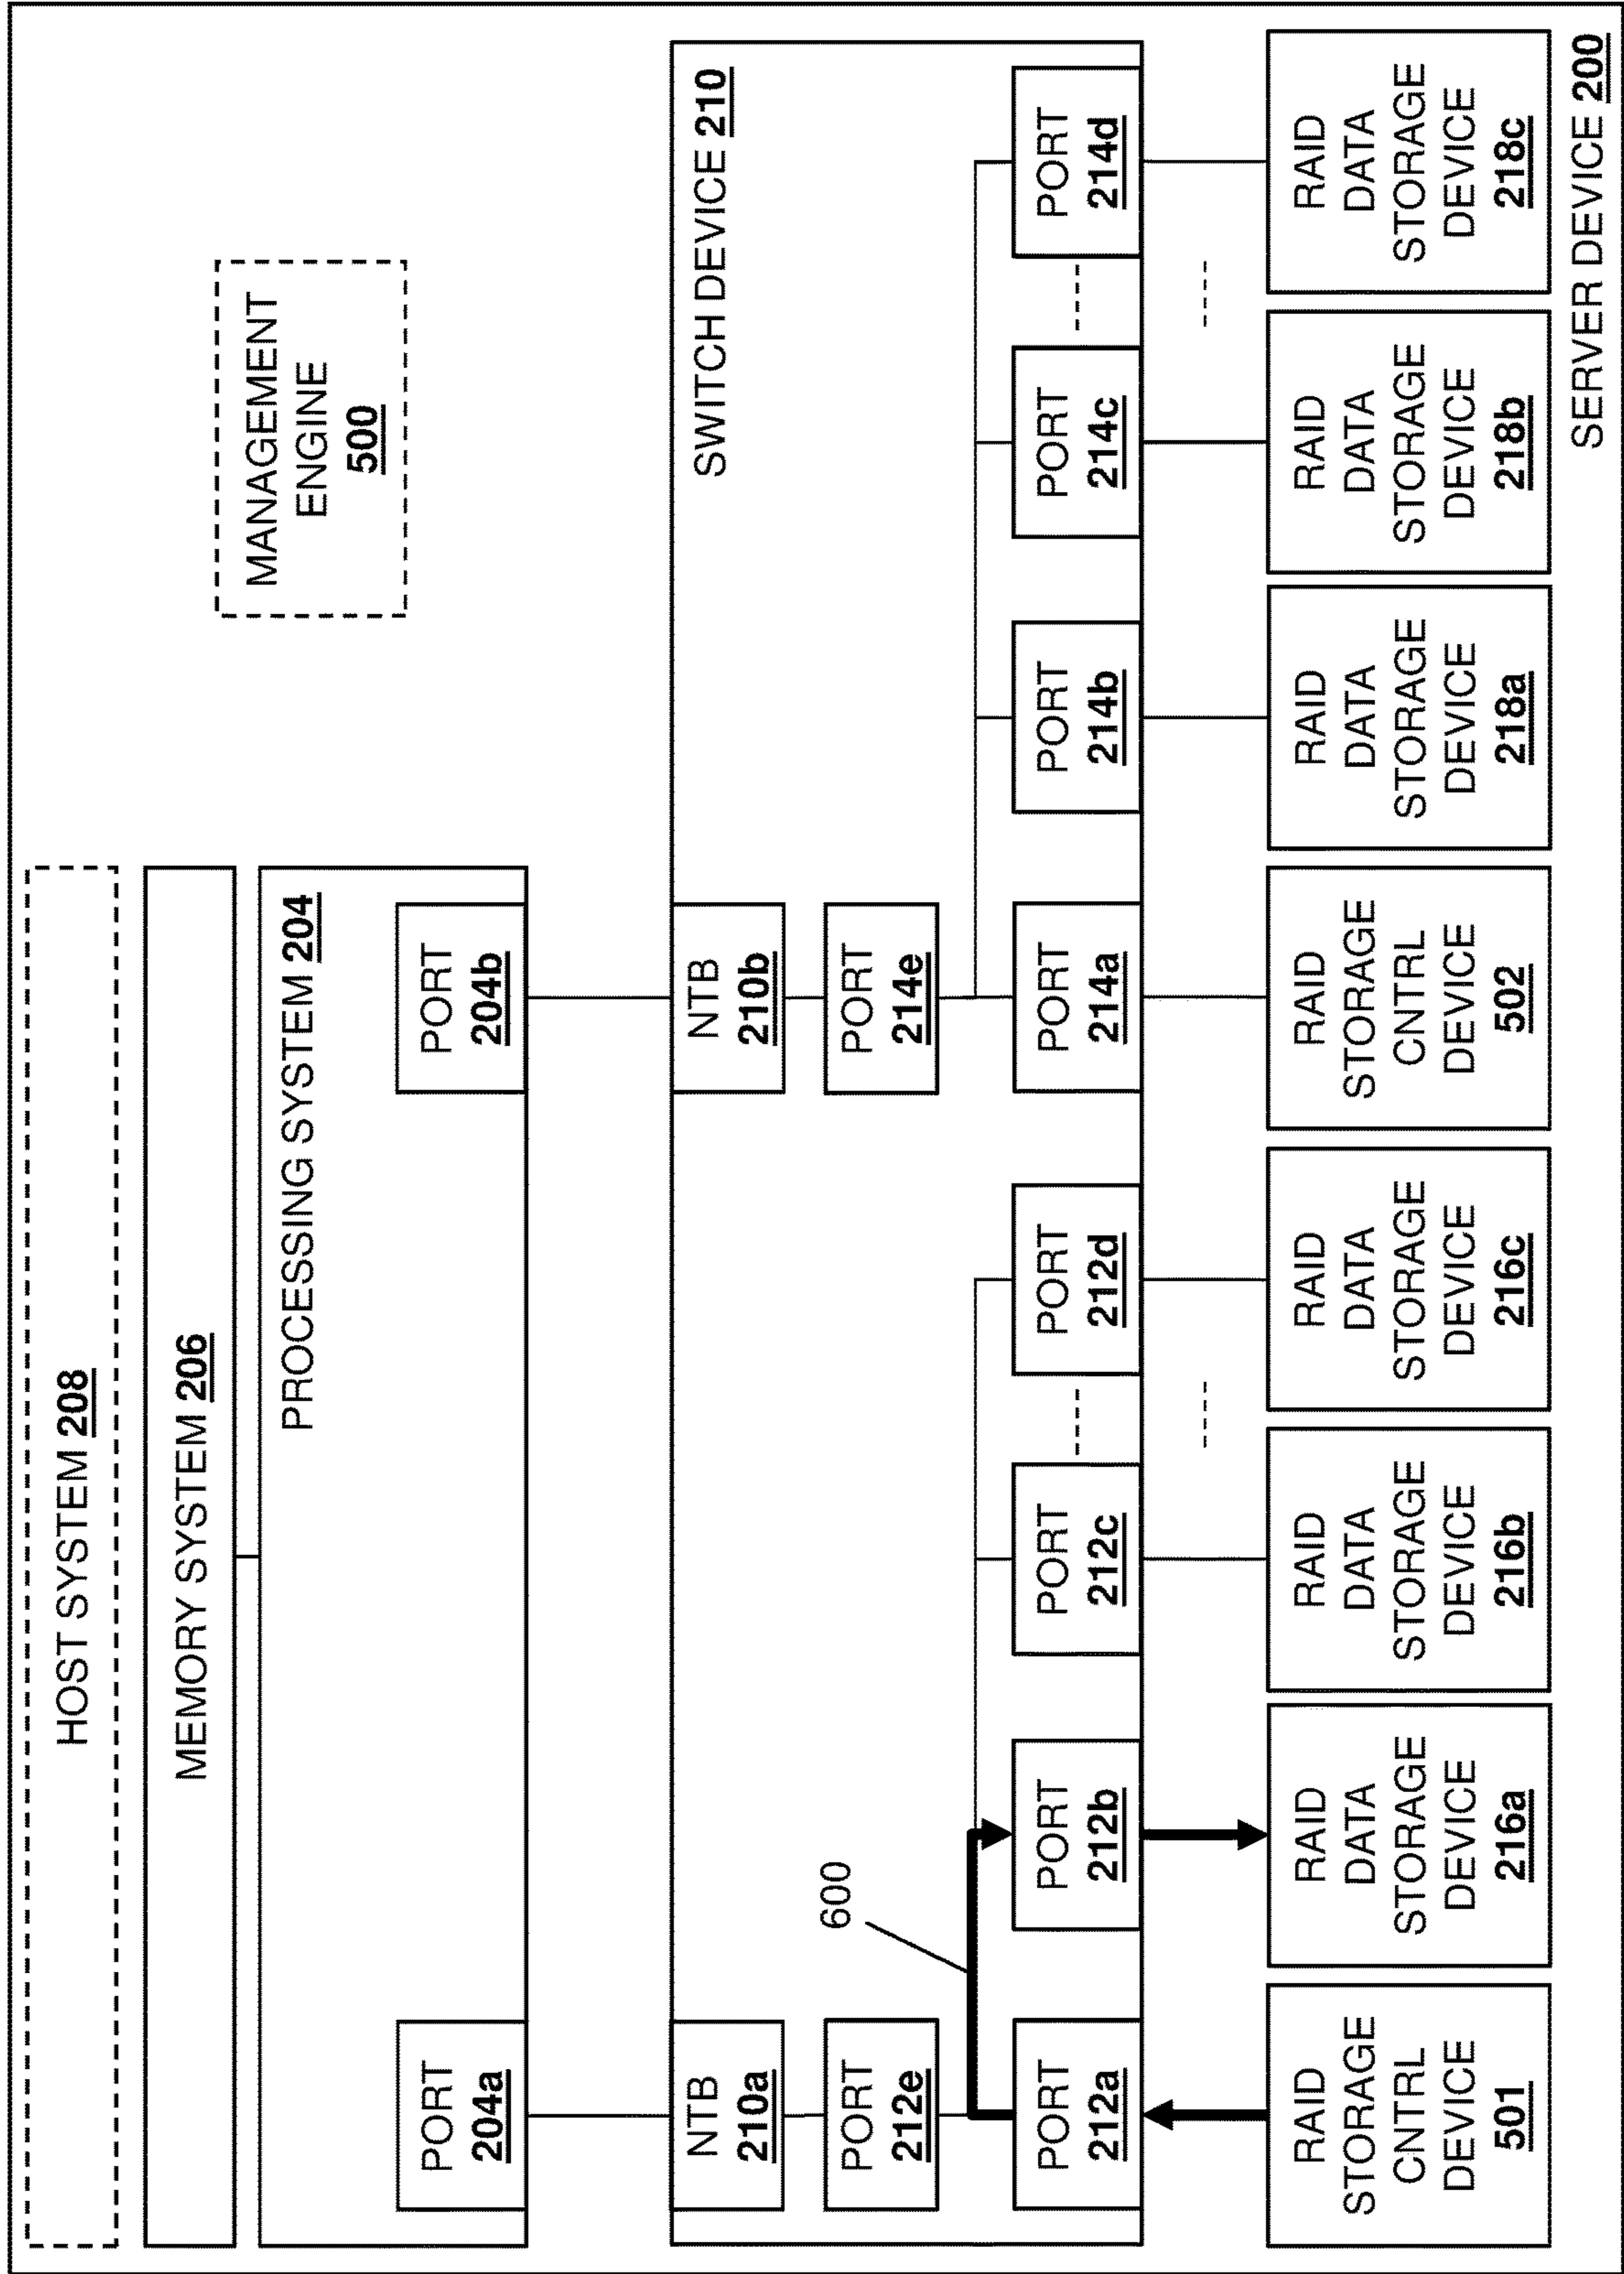 HOST SYSTEM 208
MEMORY SYSTEM 206
PROCESSING SYSTEM 204
PORT
204a
PORT
204b
MANAGEMENT
ENGINE
500
SWITCH DEVICE 210
NTB
210a
NTB
210b
PORT
212e
PORT
214e
600
PORT
212a
PORT
212b
PORT
212c
PORT
212d
PORT
214a
PORT
214b
PORT
214c
PORT
214d
RAID
STORAGE
CNTRL
DEVICE
501
RAID
DATA
STORAGE
DEVICE
216a
RAID
DATA
STORAGE
DEVICE
216b
RAID
DATA
STORAGE
DEVICE
216c
RAID
STORAGE
CNTRL
DEVICE
502
RAID
DATA
STORAGE
DEVICE
218a
RAID
DATA
STORAGE
DEVICE
218b
RAID
DATA
STORAGE
DEVICE
218c
SERVER DEVICE 200